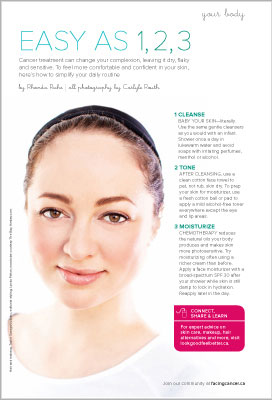 your body
EASY AS 1,2,3
Cancer treatment can change your complexion, leaving it dry, flaky
and sensitive. To feel more comfortable and confident in your skin,
here's how to simplify your daily routine.
by Rhonda Rahn | all photography by Carlyle Routh
1 CLEANSE
BABY YOUR SKIN—literally.
Use the same gentle cleansers
as you would with an infant.
Shower once a day in
lukewarm water and avoid
soaps with irritating perfumes,
menthol or alcohol.
2 TONE
AFTER CLEANSING, use a
clean cotton face towel to
pat, not rub, skin dry. To prep
your skin for moisturizer, use
a fresh cotton ball or pad to
apply a mild alcohol-free toner
everywhere except the eye
and lip areas.
3 MOISTURIZE
CHEMOTHERAPY reduces
the natural oils your body
produces and makes skin
more photosensitive. Try
moisturizing often using a
richer cream than before.
Apply a face moisturizer with a
broad-spectrum SPF 30 after
your shower while skin is still
damp to lock in hydration.
Reapply later in the day.
CONNECT,
SHARE & LEARN
For expert advice on
skin care, makeup, hair
alternatives and more, visit
lookgoodfeelbetter.ca.
Join our community at facingcancer.ca